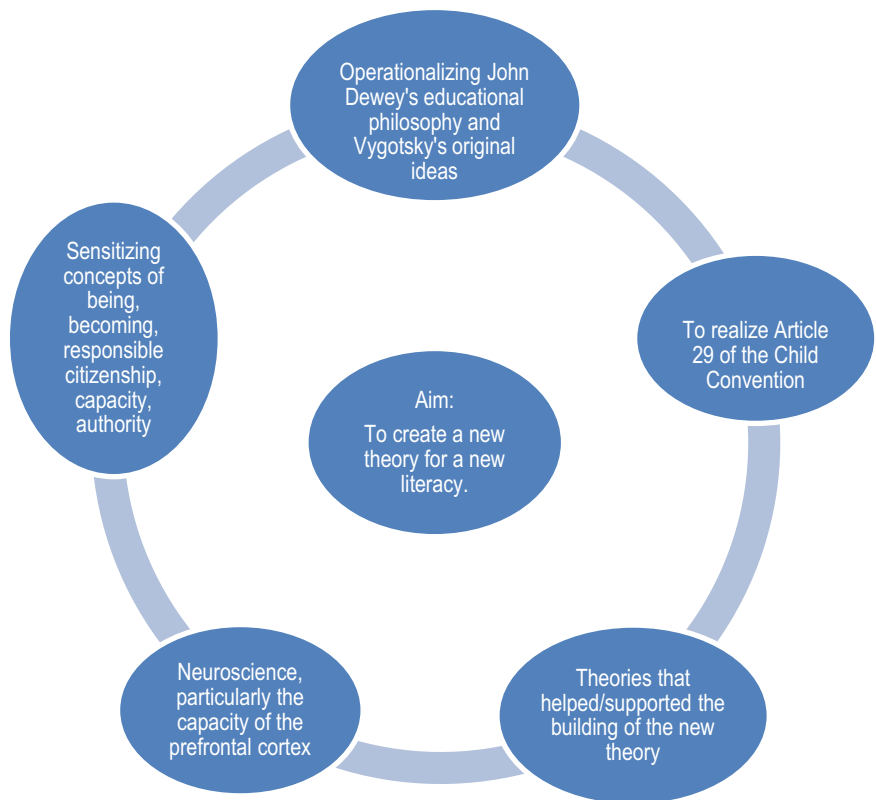 Operationalizing John
Dewey's educational
philosophy and
Vygotsky's original
ideas
Sensitizing
concepts of
being,
becoming,
responsible
citizenship,
capacity,
authority
To realize Article
29 of the Child
Convention
Aim:
To create a new
theory for a new
literacy.
Neuroscience,
particularly the
capacity of the
prefrontal cortex
Theories that
helped/supported the
building of the new
theory